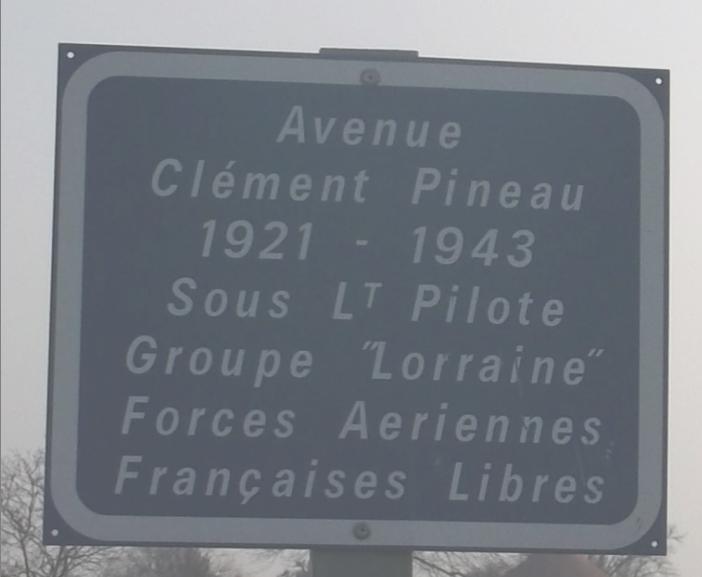 Avenue
Clément Pineau
1921 - 1943
Sous LT Pilote
Groupe "Lorraine"
Forces Aeriennes
Françaises Libres